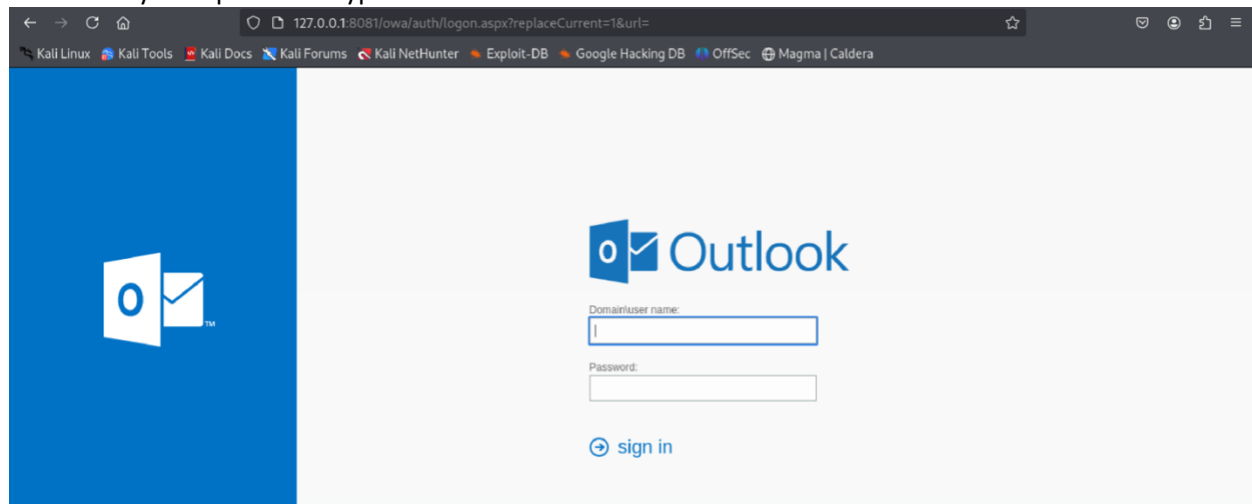 127.0.0.1:8081/owa/auth/logon.aspx?replaceCurrent=1&url=
Kali Linux Kali Tools Kali Docs Kali Forums Kali NetHunter Exploit-DB Google Hacking DB OffSec Magma | Caldera
o Outlook
Domain\user name:
O TM
Password:
sign in